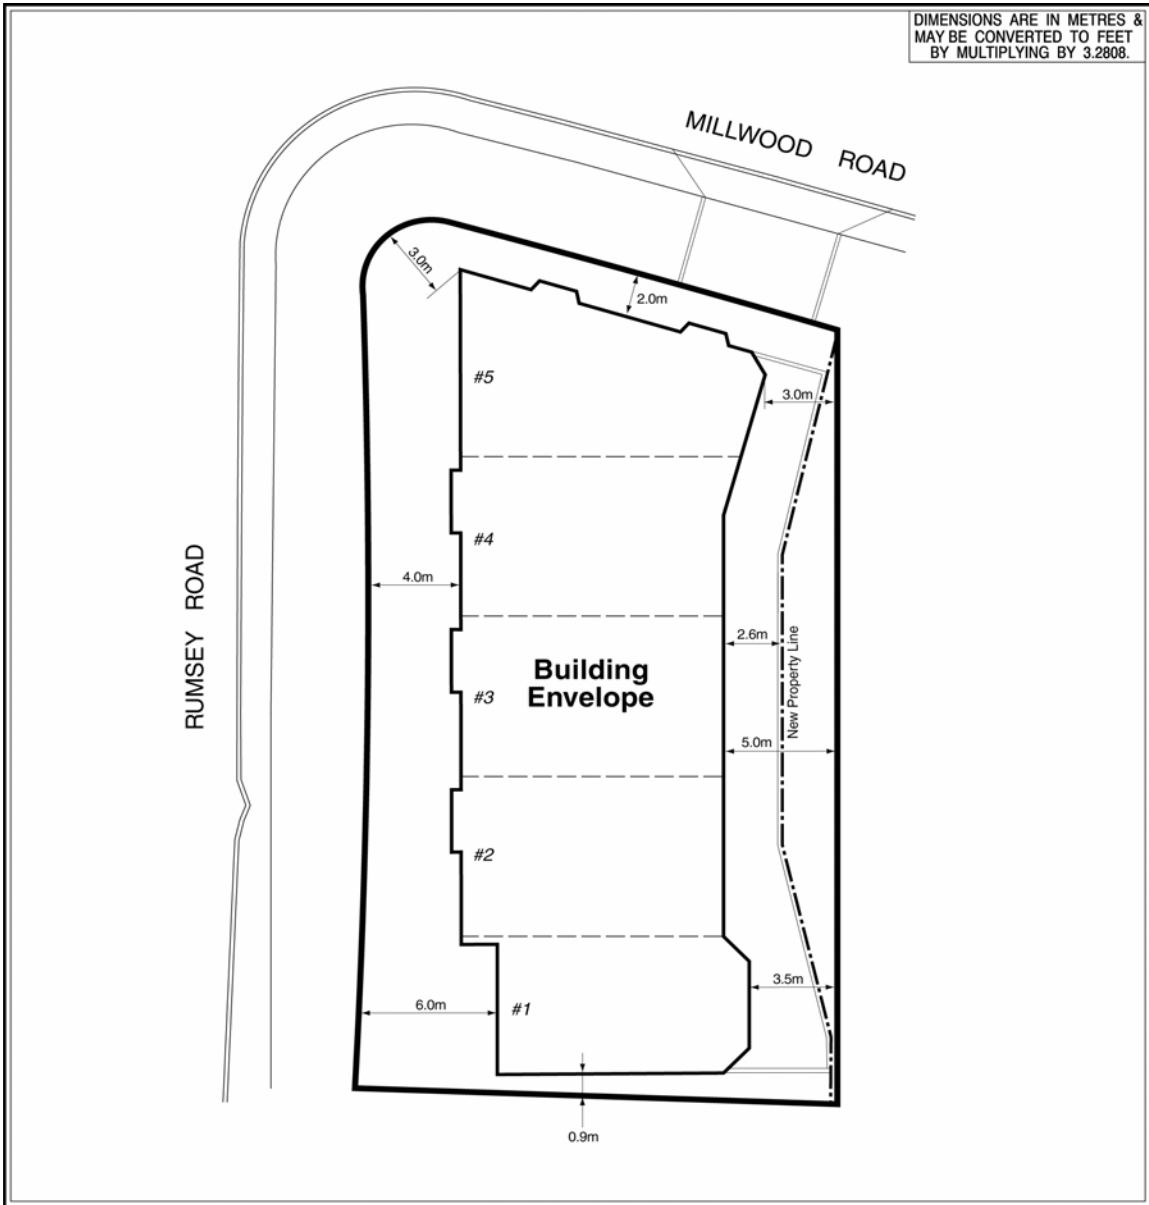 DIMENSIONS ARE IN METRES &
MAY BE CONVERTED TO FEET
BY MULTIPLYING BY 3.2808.
MILLWOOD ROAD
3.0m
2.0m
#5
3.0m
#4
RUMSEY ROAD
4.0m
2.6m
New Property Line
Building
Envelope
#3
5.0m
#2
3.5m
6.0m
#1
0.9m